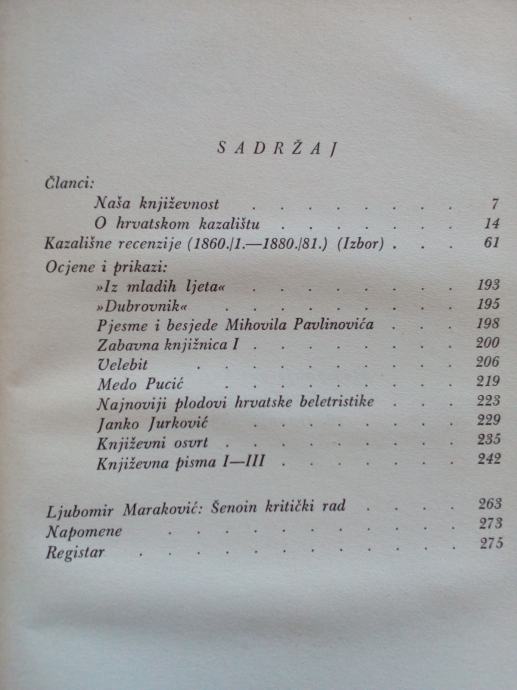 SADRŽAJ
Članci:
Naša književnost . . . . . . . 7
O hrvatskom kazalištu . . . . . . 14
Kazališne recenzije (1860./1.—1880./81.) (Izbor) . . . 61
Ocjene i prikazi:
»Iz mladih ljeta« . . . . . . . 193
»Dubrovnik« . . . . . . . . 195
Pjesme i besjede Mihovila Pavlinovića . . . 198
Zabavna knjižnica I . . . . . . . 200
Velebit . . . . . . . . 206
Medo Pucić . . . . . . . . 219
Najnoviji plodovi hrvatske beletristike . . . 223
Janko Jurković . . . . . . . 229
Književni osvrt . . . . . . . . 235
Književna pisma I—III . . . . . . 242
Ljubomir Maraković: Šenoin kritički rad . . . . 263
Napomene . . . . . . . . . 273
Registar . . . . . . . . . . 275